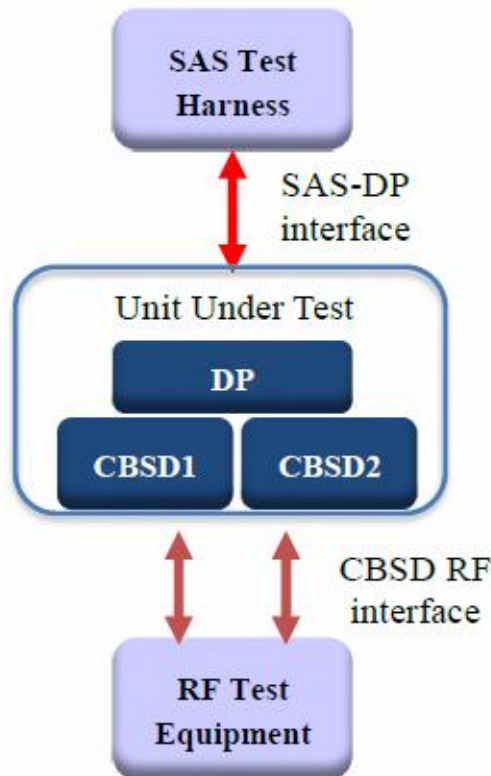 SAS Test
Harness
SAS-DP
interface
Unit Under Test
DP
CBSD1
CBSD2
CBSD RF
interface
RF Test
Equipment